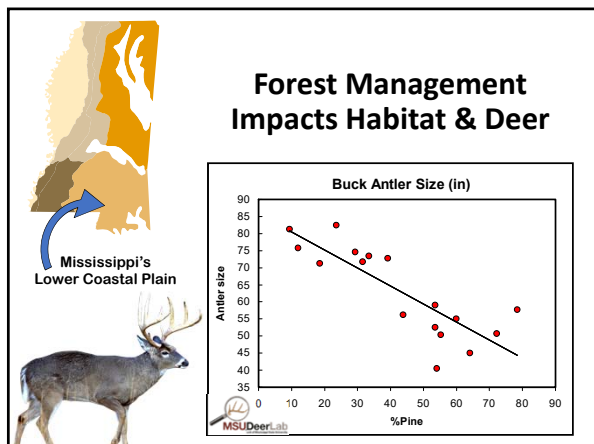 Forest Management
Impacts Habitat & Deer
Mississippi's
Lower Coastal Plain
Buck Antler Size (in)
90
85
80
75
70
65
60
55
50
45
40
35
Antler size
0 10 20 30 40 50 60 70 80 90
%Pine
MSUDeerLab